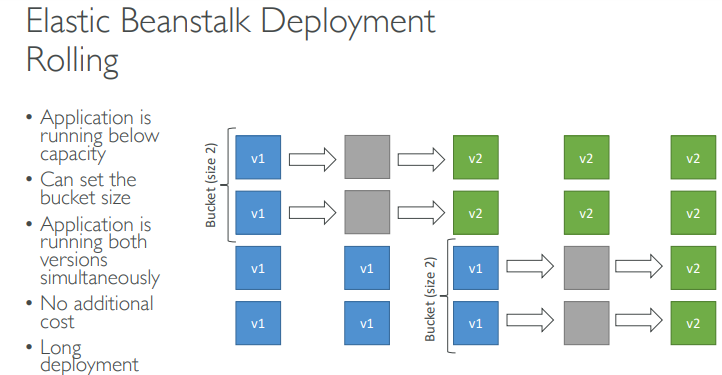 Elastic Beanstalk Deployment
Rolling
• Application is
running below
capacity
• Can set the
bucket size
• Application is
running both
versions
simultaneously
• No additional
cost
• Long
deployment
Bucket (size 2)
v1 v2 v2 v2
v1 v2 v2 v2
Bucket (size 2)
v1 v1 v1 v2
v1 v1 v1 v2